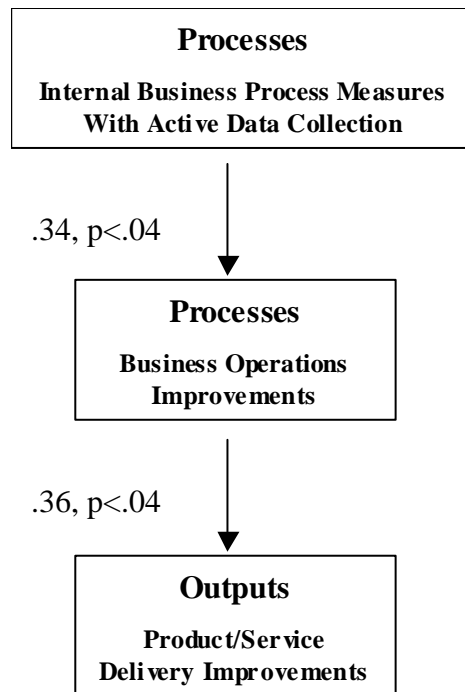 Processes
Internal Business Process Measures
With Active Data Collection
.34, p<.04
Processes
Business Operations
Improvements
.36, p<.04
Outputs
Product/Service
Delivery Improvements